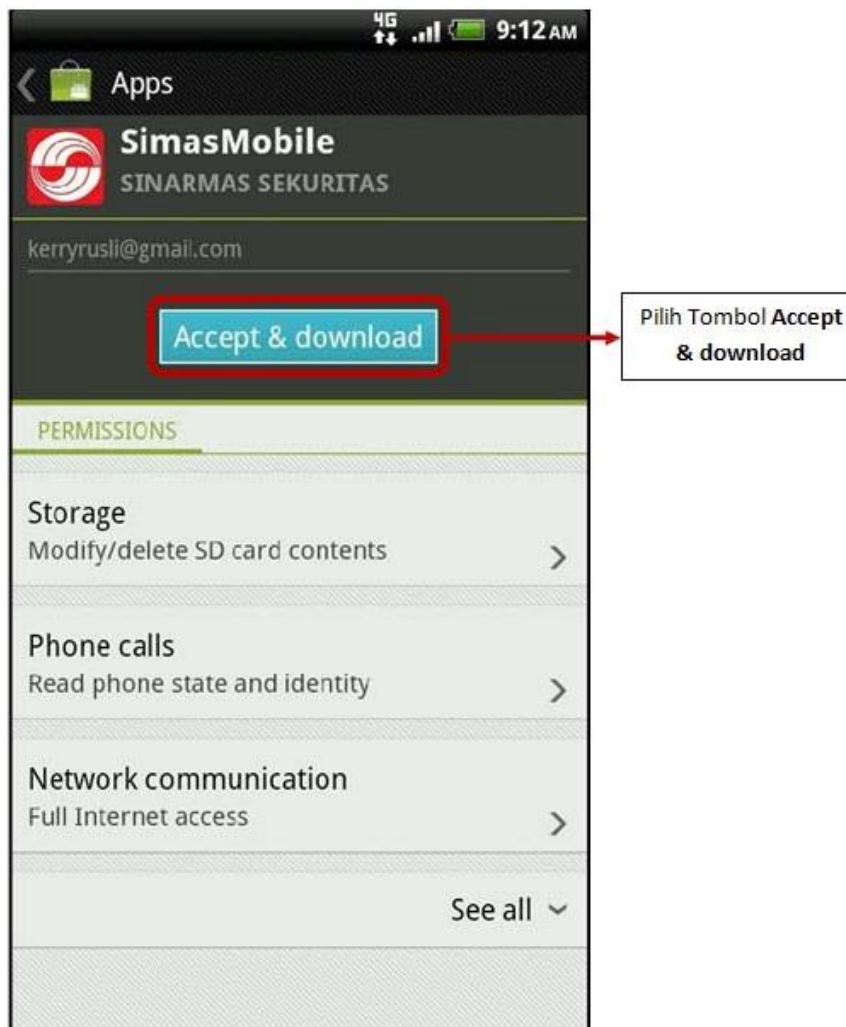 4G 9:12 AM
Apps
SimasMobile
SINARMAS SEKURITAS
kerryrusli@gmail.com
Accept & download
Pilih Tombol Accept
& download
PERMISSIONS
Storage
Modify/delete SD card contents
Phone calls
Read phone state and identity
Network communication
Full Internet access
See all